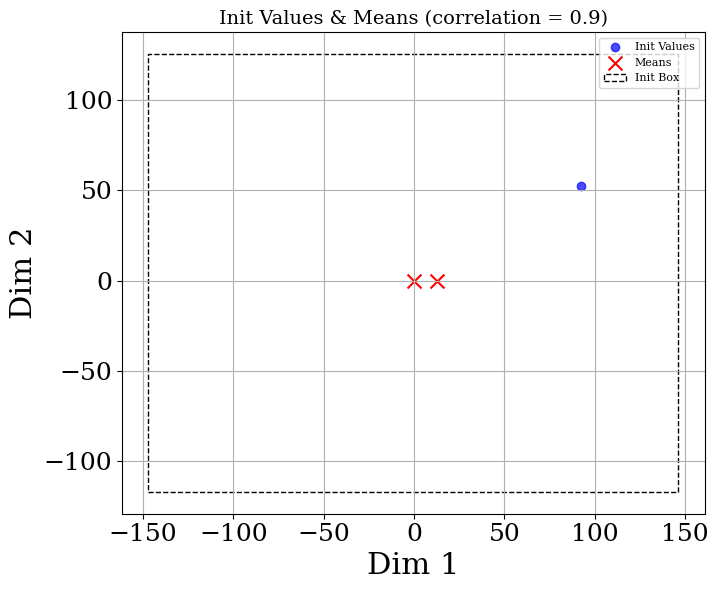 Init Values & Means (correlation = 0.9)
Init Values
Means
Init Box
Dim 2
100
50
0
−50
−100
−150 −100 −50 0 50 100 150
Dim 1